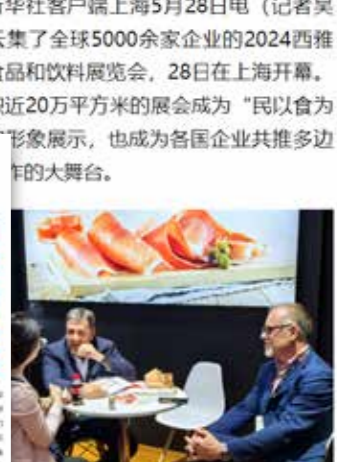 华社客户端上海5月28日电（记者吴
集了全球5000余家企业的2024西雅
食品和饮料展览会，28日在上海开幕。
近20万平方米的展会成为“民以食为
形象展示，也成为各国企业共推多边
作的大舞台。